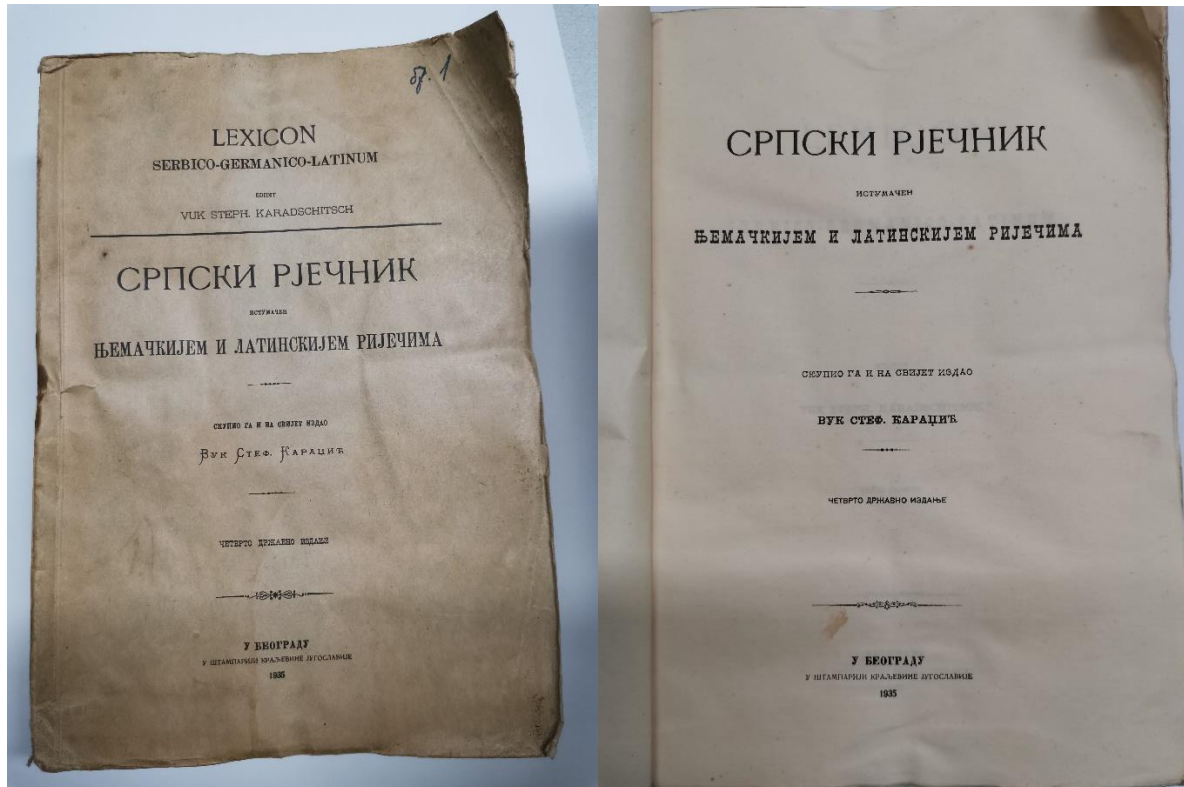 бр. 1
LEXICON
SERBICO-GERMANICO-LATINUM
EDIDIT
VUK STEPH. KARADSCHITSCH
СРПСКИ РЈЕЧНИК
ИСТУМАЧЕН
ЊЕМАЧКИЈЕМ И ЛАТИНСКИЈЕМ РИЈЕЧИМА
СКУПИО ГА И НА СВИЈЕТ ИЗДАО
ВУК СТЕФ. КАРАЏИЋ
ЧЕТВРТО ДРЖАВНО ИЗДАЊЕ
У БЕОГРАДУ
У ШТАМПАРИЈИ КРАЉЕВИНЕ ЈУГОСЛАВИЈЕ
1935
СРПСКИ РЈЕЧНИК
ИСТУМАЧЕН
ЊЕМАЧКИЈЕМ И ЛАТИНСКИЈЕМ РИЈЕЧИМА
СКУПИО ГА И НА СВИЈЕТ ИЗДАО
ВУК СТЕФ. КАРАЏИЋ
ЧЕТВРТО ДРЖАВНО ИЗДАЊЕ
У БЕОГРАДУ
У ШТАМПАРИЈИ КРАЉЕВИНЕ ЈУГОСЛАВИЈЕ
1935